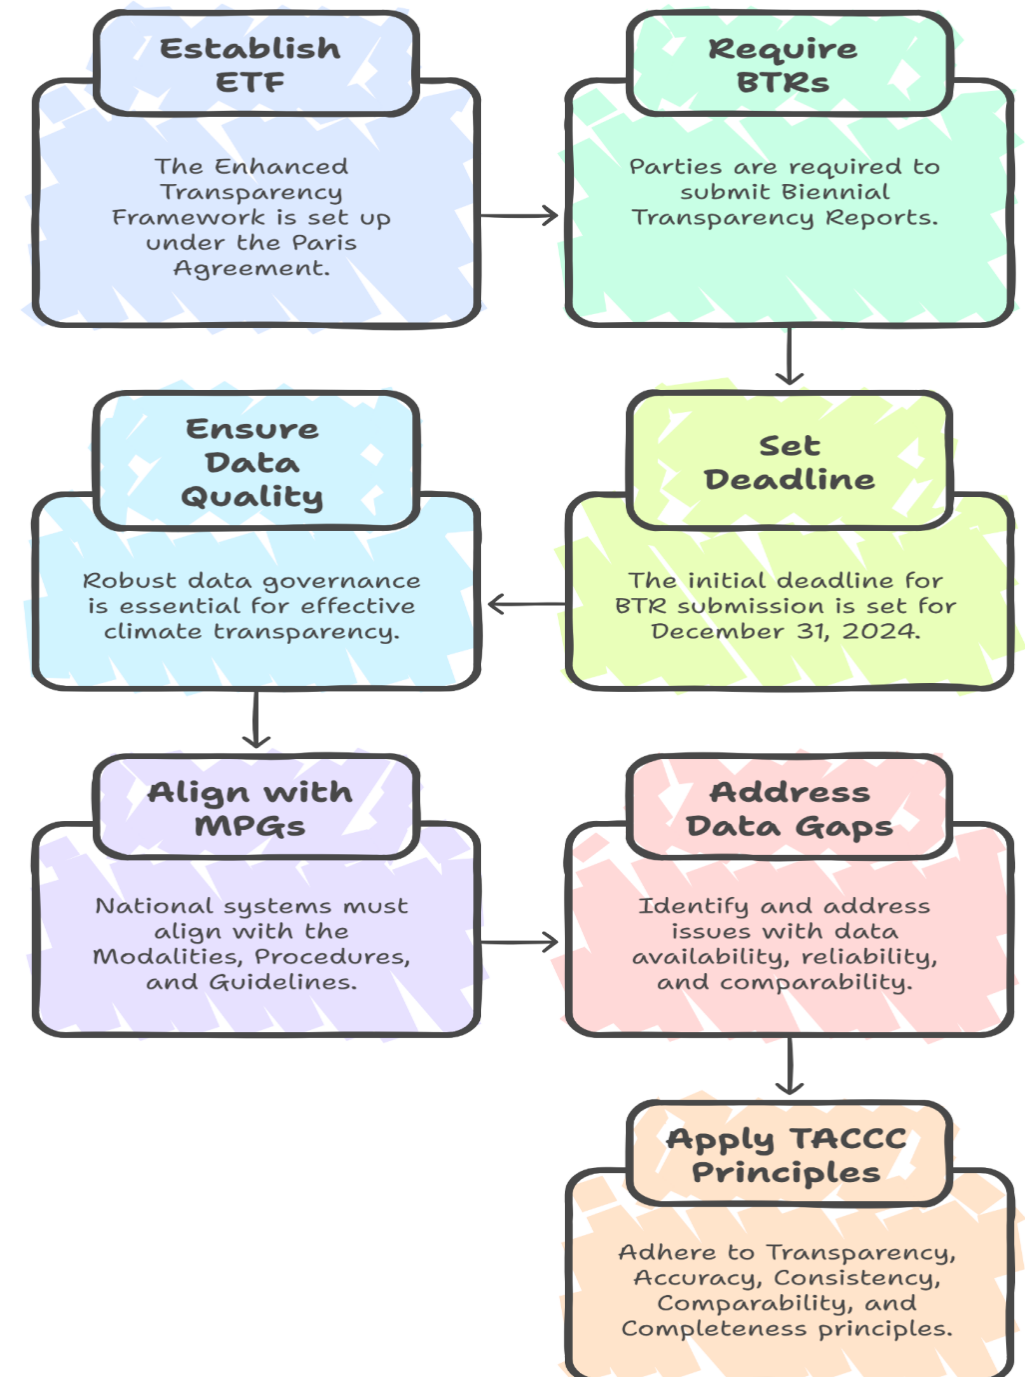 Establish
ETF
The Enhanced
Transparency
Framework is set up
under the Paris
Agreement.
Require
BTRs
Parties are required to
submit Biennial
Transparency Reports.
Set
Deadline
The initial deadline for
BTR submission is set for
December 31, 2024.
Ensure
Data
Quality
Robust data governance
is essential for effective
climate transparency.
Align with
MPGs
National systems must
align with the
Modalities, Procedures,
and Guidelines.
Address
Data Gaps
Identify and address
issues with data
availability, reliability,
and comparability.
Apply TACCC
Principles
Adhere to Transparency,
Accuracy, Consistency,
Comparability, and
Completeness principles.